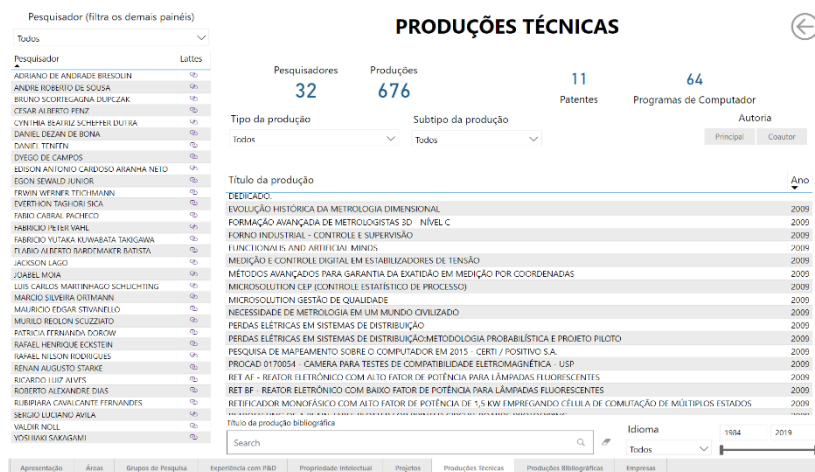 Pesquisador (filtra os demais painéis)
Todos
Pesquisador Lattes
ADRIANO DE ANDRADE BRESOLIN
ANDRE ROBERTO DE SOUSA
BRUNO SCORTEGAGNA DUPCZAK
CESAR ALBERTO PENZ
CYNTHIA BEATRIZ SCHEFFER DUTRA
DANIEL DEZAN DE BONA
DANIEL TENFEN
DYEGO DE CAMPOS
EDISON ANTONIO CARDOSO ARANHA NETO
EGON SEWALD JUNIOR
ERWIN WERNER TEICHMANN
EVERTHON TAGHORI SICA
FABIO CABRAL PACHECO
FABRICIO PETER VAHL
FABRICIO YUTAKA KUWABATA TAKIGAWA
FLABIO ALBERTO BARDEMAKER BATISTA
JACKSON LAGO
JOABEL MOIA
LUIS CARLOS MARTINHAGO SCHLICHTING
MARCIO SILVEIRA ORTMANN
MAURICIO EDGAR STIVANELLO
MURILO REOLON SCUZZIATO
PATRICIA FERNANDA DOROW
RAFAEL HENRIQUE ECKSTEIN
RAFAEL NILSON RODRIGUES
RENAN AUGUSTO STARKE
RICARDO LUIZ ALVES
ROBERTO ALEXANDRE DIAS
RUBIPIARA CAVALCANTE FERNANDES
SERGIO LUCIANO AVILA
VALDIR NOLL
YOSHIAKI SAKAGAMI
PRODUÇÕES TÉCNICAS
Pesquisadores
32
Produções
676
11
Patentes
64
Programas de Computador
Tipo da produção
Todos
Subtipo da produção
Todos
Autoria
Principal Coautor
Título da produção Ano
DEDICADO.
EVOLUÇÃO HISTÓRICA DA METROLOGIA DIMENSIONAL 2009
FORMAÇÃO AVANÇADA DE METROLOGISTAS 3D - NÍVEL C 2009
FORNO INDUSTRIAL - CONTROLE E SUPERVISÃO 2009
FUNCTIONALIS AND ARTIFICIAL MINDS 2009
MEDIÇÃO E CONTROLE DIGITAL EM ESTABILIZADORES DE TENSÃO 2009
MÉTODOS AVANÇADOS PARA GARANTIA DA EXATIDÃO EM MEDIÇÃO POR COORDENADAS 2009
MICROSOLUTION CEP (CONTROLE ESTATÍSTICO DE PROCESSO) 2009
MICROSOLUTION GESTÃO DE QUALIDADE 2009
NECESSIDADE DE METROLOGIA EM UM MUNDO CIVILIZADO 2009
PERDAS ELÉTRICAS EM SISTEMAS DE DISTRIBUIÇÃO 2009
PERDAS ELÉTRICAS EM SISTEMAS DE DISTRIBUIÇÃO:METODOLOGIA PROBABILÍSTICA E PROJETO PILOTO 2009
PESQUISA DE MAPEAMENTO SOBRE O COMPUTADOR EM 2015 - CERTI / POSITIVO S.A. 2009
PROCAD 0170054 - CAMERA PARA TESTES DE COMPATIBILIDADE ELETROMAGNÉTICA - USP 2009
RET AF - REATOR ELETRÔNICO COM ALTO FATOR DE POTÊNCIA PARA LÂMPADAS FLUORESCENTES 2009
RET BF - REATOR ELETRÔNICO COM BAIXO FATOR DE POTÊNCIA PARA LÂMPADAS FLUORESCENTES 2009
RETIFICADOR MONOFÁSICO COM ALTO FATOR DE POTÊNCIA DE 1,5 KW EMPREGANDO CÉLULA DE COMUTAÇÃO DE MÚLTIPLOS ESTADOS 2009
Título da produção bibliográfica
Search
Idioma
Todos
1984 2019
Apresentação Áreas Grupos de Pesquisa Experiência com P&D Propriedade Intelectual Projetos Produções Técnicas Produções Bibliográficas Empresas